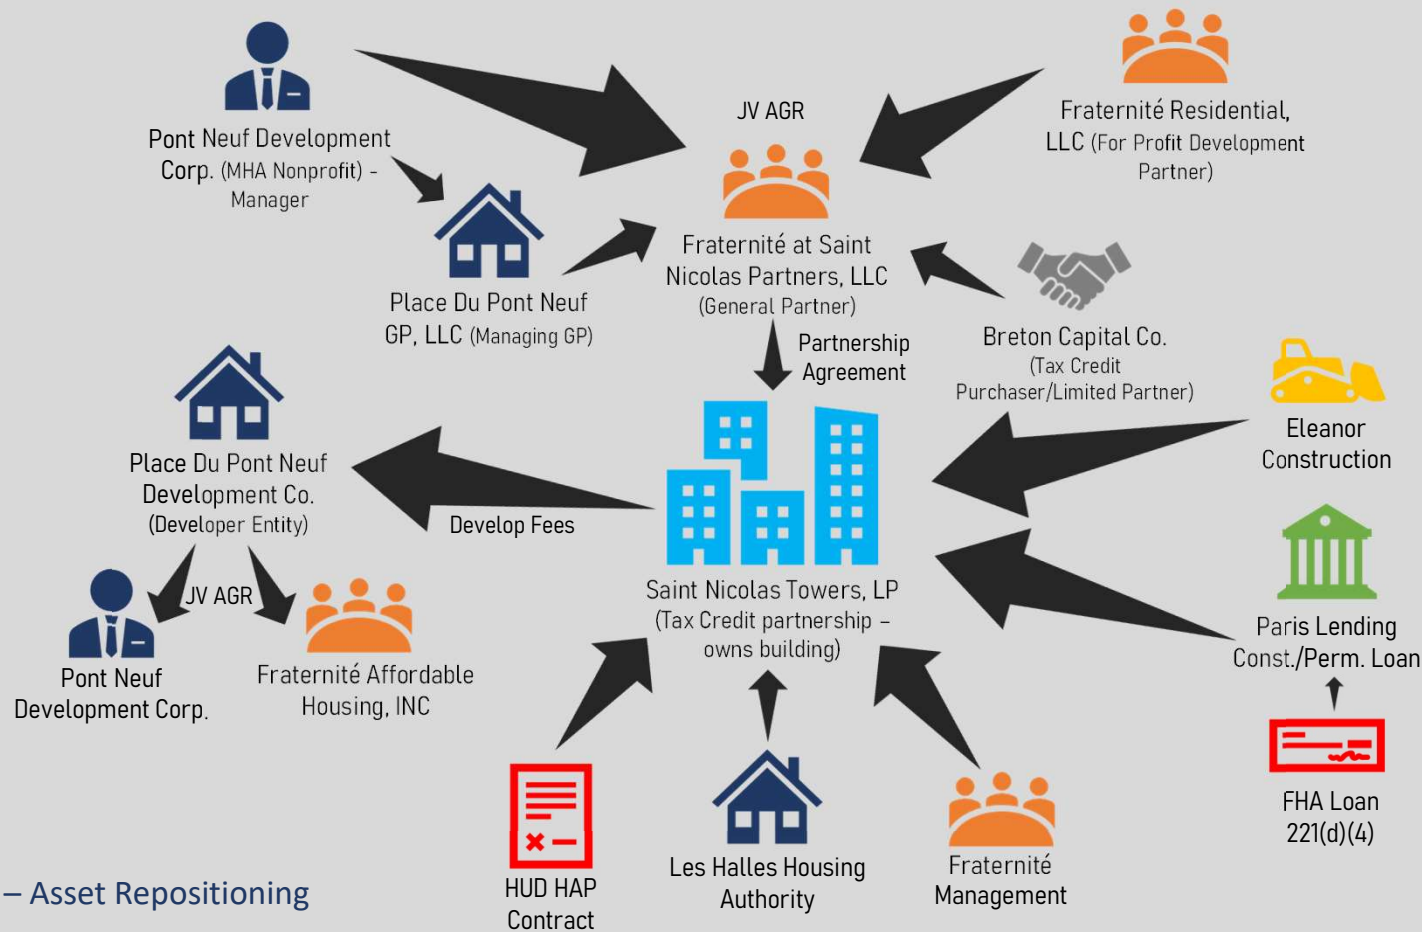 Pont Neuf Development
Corp. (MHA Nonprofit) -
Manager
JV AGR
Fraternité Residential,
LLC (For Profit Development
Partner)
Place Du Pont Neuf
GP, LLC (Managing GP)
Fraternité at Saint
Nicolas Partners, LLC
(General Partner)
Partnership
Agreement
Breton Capital Co.
(Tax Credit
Purchaser/Limited Partner)
Eleanor
Construction
Place Du Pont Neuf
Development Co.
(Developer Entity)
Develop Fees
JV AGR
Pont Neuf
Development Corp.
Fraternité Affordable
Housing, INC
Saint Nicolas Towers, LP
(Tax Credit partnership –
owns building)
Paris Lending
Const./Perm. Loan
FHA Loan
221(d)(4)
HUD HAP
Contract
Les Halles Housing
Authority
Fraternité
Management
– Asset Repositioning